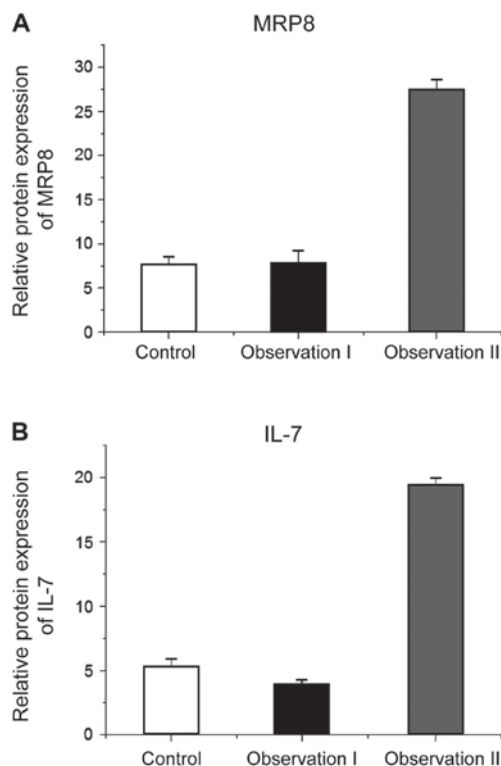 A
MRP8
Relative protein expression
of MRP8
30
25
20
15
10
5
0
Control Observation I Observation II
B
IL-7
Relative protein expression
of IL-7
20
15
10
5
0
Control Observation I Observation II